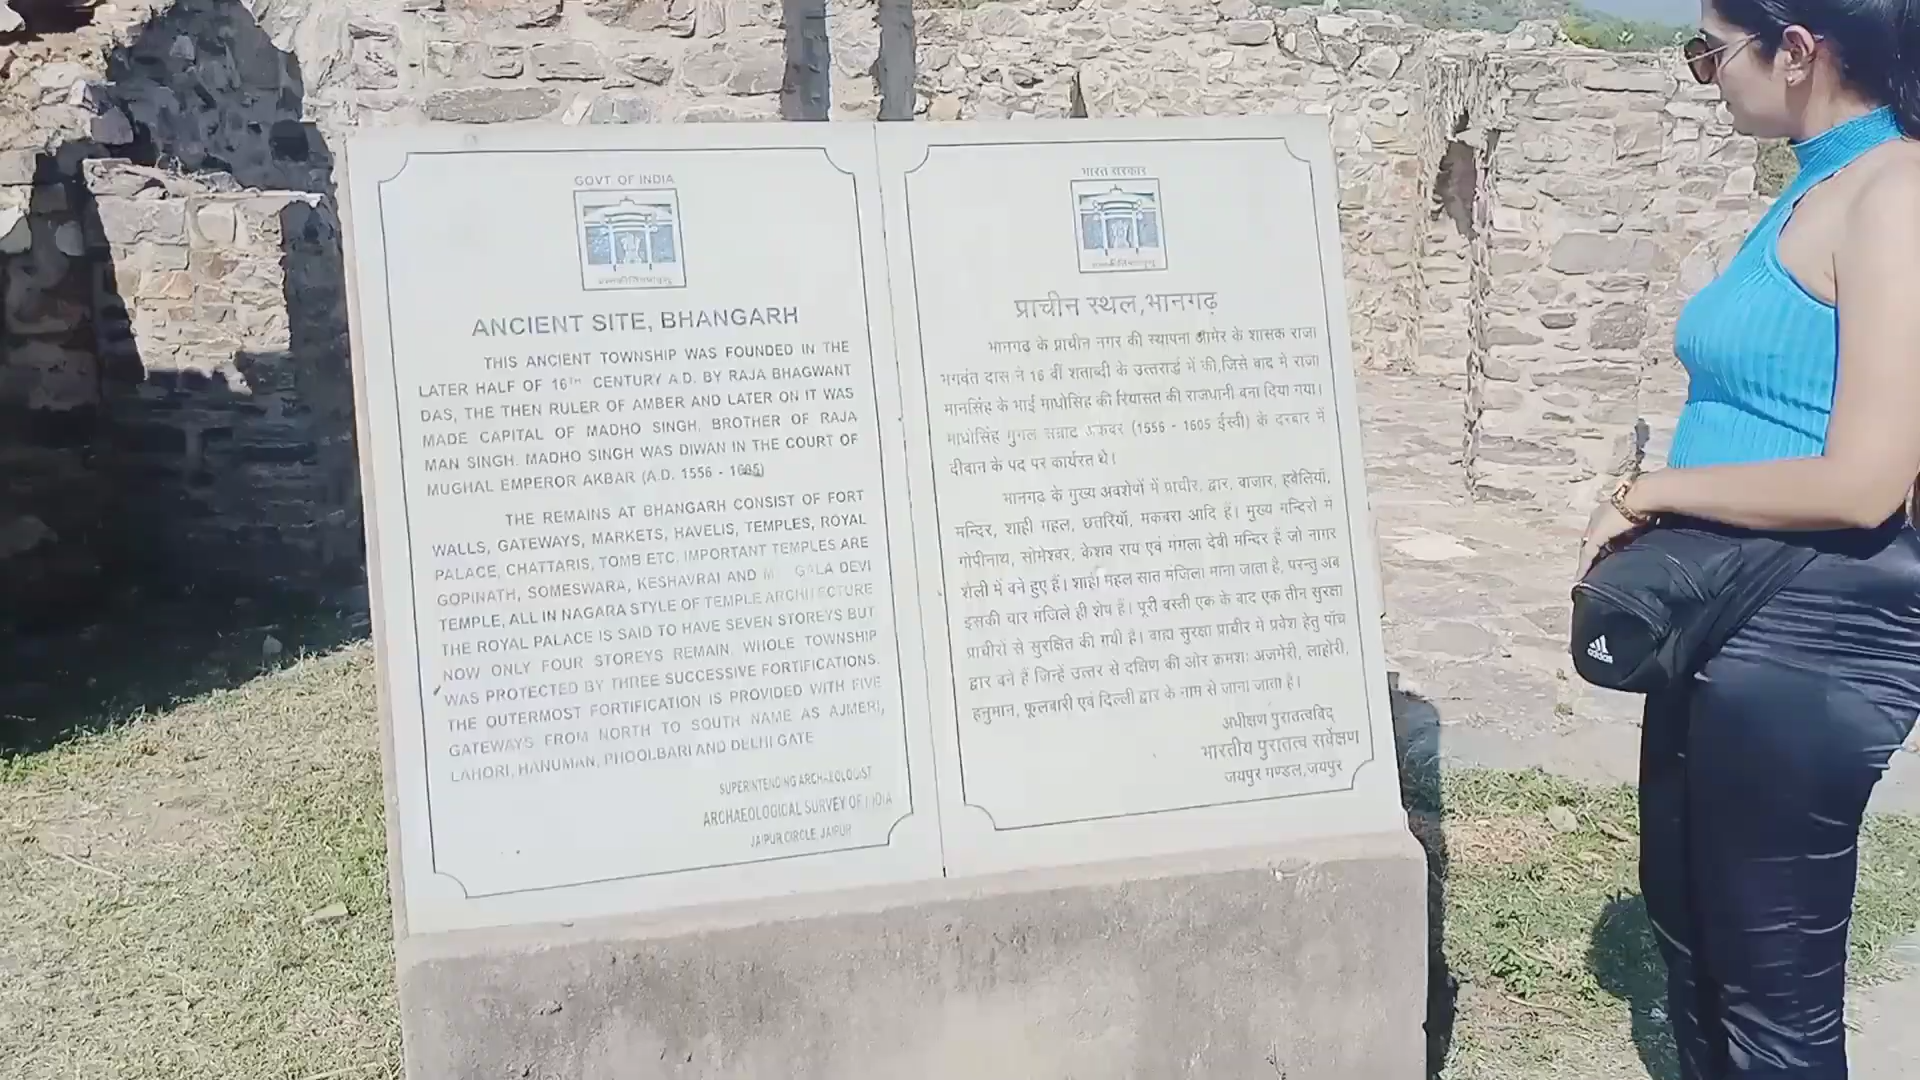 GOVT OF INDIA
ANCIENT SITE, BHANGARH
THIS ANCIENT TOWNSHIP WAS FOUNDED IN THE
LATER HALF OF 16TH CENTURY A.D. BY RAJA BHAGWANT
DAS, THE THEN RULER OF AMBER AND LATER ON IT WAS
MADE CAPITAL OF MADHO SINGH, BROTHER OF RAJA
MAN SINGH. MADHO SINGH WAS DIWAN IN THE COURT OF
MUGHAL EMPEROR AKBAR (A.D. 1556 - 1605)
THE REMAINS AT BHANGARH CONSIST OF FORT
WALLS, GATEWAYS, MARKETS, HAVELIS, TEMPLES, ROYAL
PALACE, CHATTARIS, TOMB ETC. IMPORTANT TEMPLES ARE
GOPINATH, SOMESWARA, KESHAVRAI AND DEVI
TEMPLE, ALL IN NAGARA STYLE OF TEMPLE ARCHITECTURE
THE ROYAL PALACE IS SAID TO HAVE SEVEN STOREYS BUT
NOW ONLY FOUR STOREYS REMAIN. WHOLE TOWNSHIP
WAS PROTECTED BY THREE SUCCESSIVE FORTIFICATIONS.
THE OUTERMOST FORTIFICATION IS PROVIDED WITH FIVE
GATEWAYS FROM NORTH TO SOUTH NAME AS AJMERI,
LAHORI, HANUMAN, PHOOLBARI AND DELHI GATE
SUPERINTENDING ARCHAEOLOGIST
ARCHAEOLOGICAL SURVEY OF INDIA
JAIPUR CIRCLE, JAIPUR
भारत सरकार
प्राचीन स्थल, भानगढ़
भानगढ़ के प्राचीन नगर की स्थापना आमेर के शासक राजा
भगवंत दास ने 16 वीं शताब्दी के उत्तरार्द्ध में की, जिसे बाद में राजा
मानसिंह के भाई माधोसिंह की रियासत की राजधानी बना दिया गया।
माधोसिंह मुगल सम्राट अकबर (1556 - 1605 ईस्वी) के दरबार में
दीवान के पद पर कार्यरत थे।
भानगढ़ के मुख्य अवशेषों में प्राचीर, द्वार, बाजार, हवेलियाँ,
मन्दिर, शाही महल, छत्तरियाँ, मकबरा आदि हैं। मुख्य मन्दिरों में
गोपीनाथ, सोमेश्वर, केशव राय एवं मंगला देवी मन्दिर हैं जो नागर
शैली में बने हुए हैं। शाही महल सात मंजिला माना जाता है, परन्तु अब
इसकी चार मंजिलें ही शेष हैं। पूरी बस्ती एक के बाद एक तीन सुरक्षा
प्राचीरों से सुरक्षित की गयी है। बाह्य सुरक्षा प्राचीर में प्रवेश हेतु पाँच
द्वार बने हैं जिन्हें उत्तर से दक्षिण की ओर क्रमशः अजमेरी, लाहोरी,
हनुमान, फूलबारी एवं दिल्ली द्वार के नाम से जाना जाता है।
अधीक्षण पुरातत्वविद्
भारतीय पुरातत्व सर्वेक्षण
जयपुर मण्डल, जयपुर
adidas